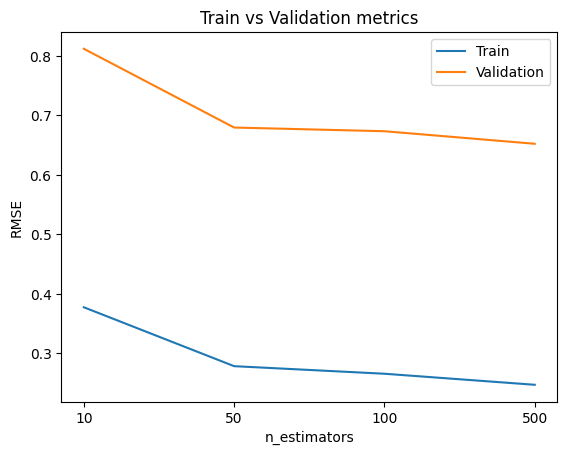 Train vs Validation metrics
Train
Validation
0.8
0.7
0.6
0.5
0.4
0.3
RMSE
10
50
100
500
n_estimators